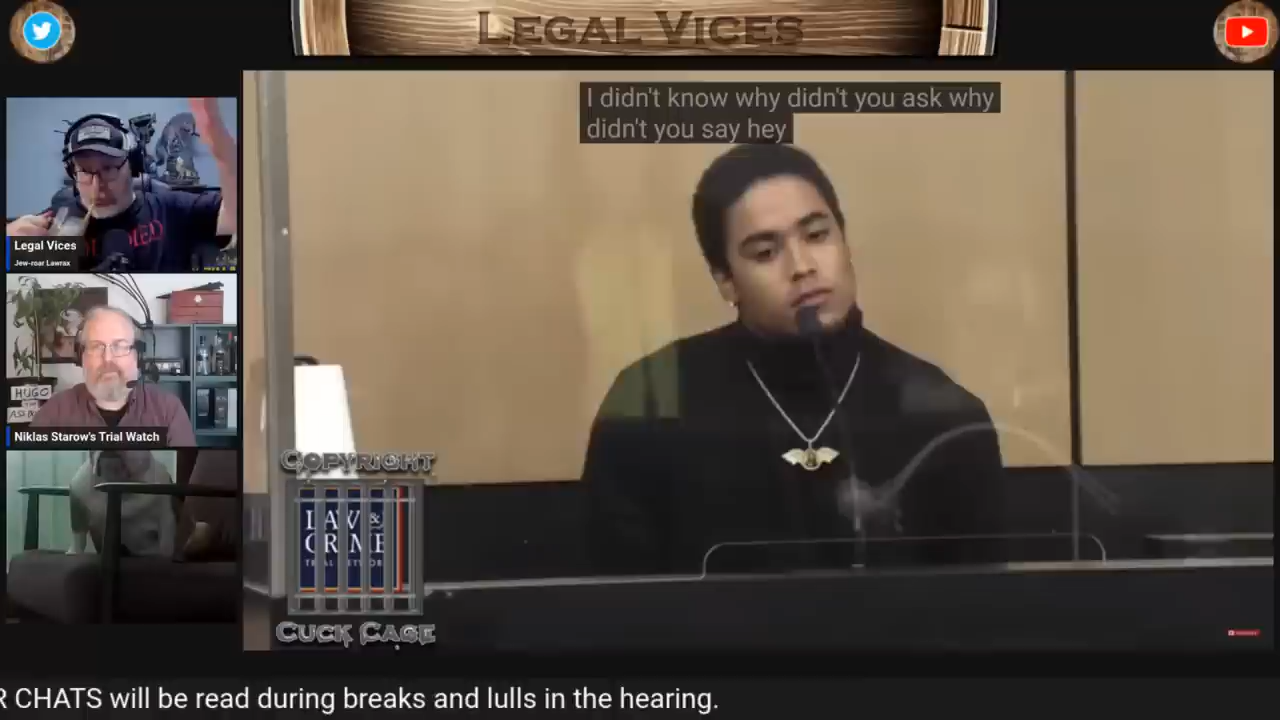 LEGAL VICES
I didn't know why didn't you ask why
didn't you say hey
Legal Vices
Jew-roar Lawrax
HUGO
Niklas Starow's Trial Watch
COPYRIGHT
LAW &
CRIME
CUCK CAGE
R CHATS will be read during breaks and lulls in the hearing.